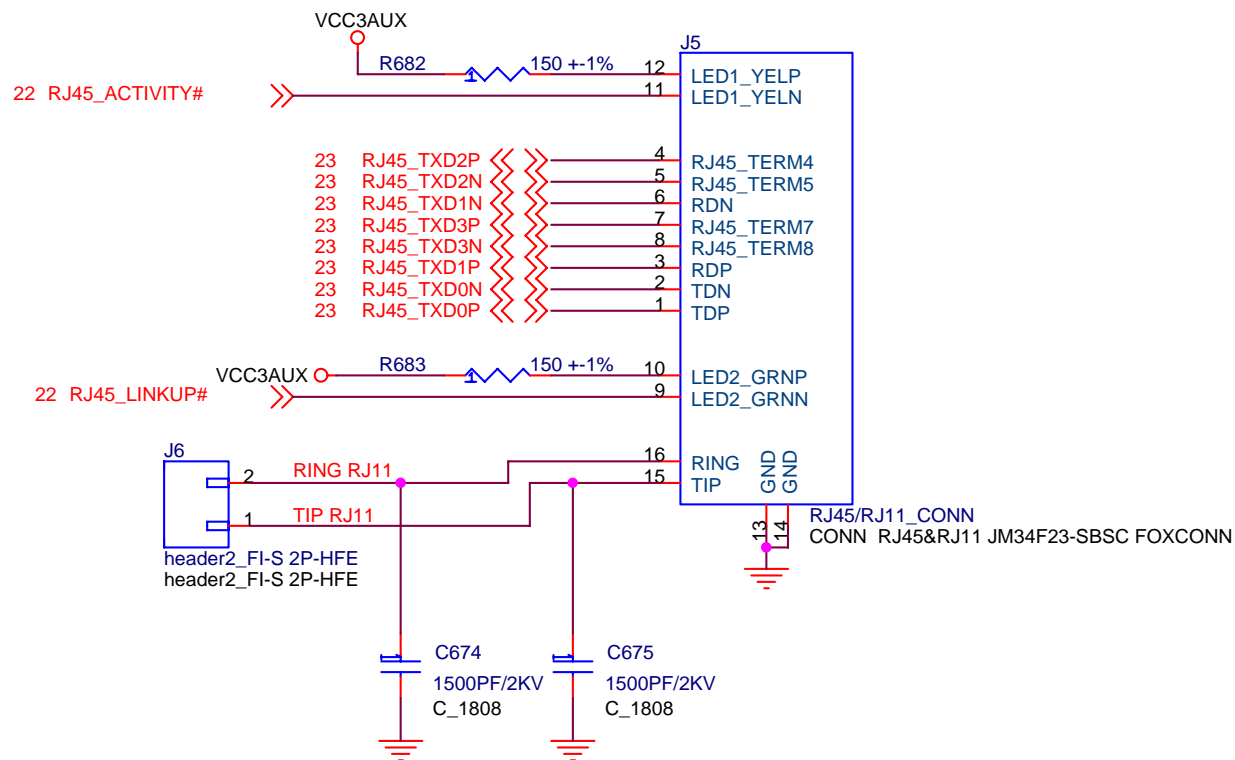 VCC3AUX
J5
R682 1 150 +-1% 12 LED1_YELP
22 RJ45_ACTIVITY# 11 LED1_YELN
23 RJ45_TXD2P 4 RJ45_TERM4
23 RJ45_TXD2N 5 RJ45_TERM5
23 RJ45_TXD1N 6 RDN
23 RJ45_TXD3P 7 RJ45_TERM7
23 RJ45_TXD3N 8 RJ45_TERM8
23 RJ45_TXD1P 3 RDP
23 RJ45_TXD0N 2 TDN
23 RJ45_TXD0P 1 TDP
VCC3AUX R683 1 150 +-1% 10 LED2_GRNP
22 RJ45_LINKUP# 9 LED2_GRNN
J6
2 RING RJ11 16 RING
15 TIP
GND
GND
1 TIP RJ11
13
14
RJ45/RJ11_CONN
CONN RJ45&RJ11 JM34F23-SBSC FOXCONN
header2_FI-S 2P-HFE
header2_FI-S 2P-HFE
1 C674
1500PF/2KV
C_1808
1 C675
1500PF/2KV
C_1808